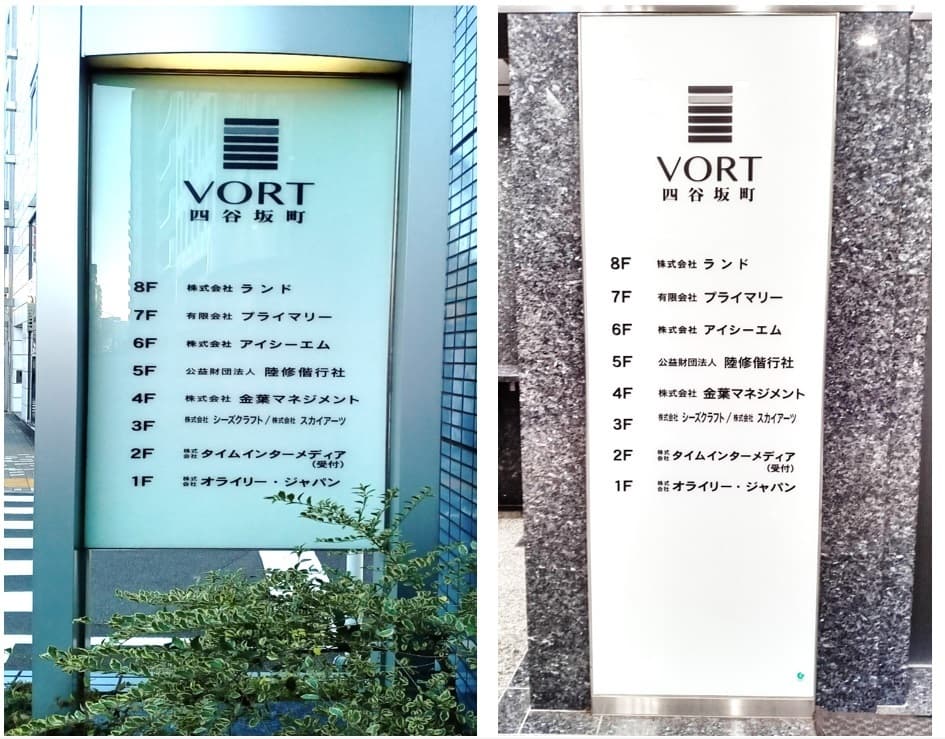 VORT
四谷坂町
8F 株式会社 ランド
7F 有限会社 プライマリー
6F 株式会社 アイシーエム
5F 公益財団法人 陸修偕行社
4F 株式会社 金葉マネジメント
3F 株式会社 シーズクラフト/株式会社 スカイアーツ
2F 株式会社 タイムインターメディア
(受付)
1F 株式会社 オライリー・ジャパン
VORT
四谷坂町
8F 株式会社 ランド
7F 有限会社 プライマリー
6F 株式会社 アイシーエム
5F 公益財団法人 陸修偕行社
4F 株式会社 金葉マネジメント
3F 株式会社 シーズクラフト/株式会社 スカイアーツ
2F 株式会社 タイムインターメディア
(受付)
1F 株式会社 オライリー・ジャパン